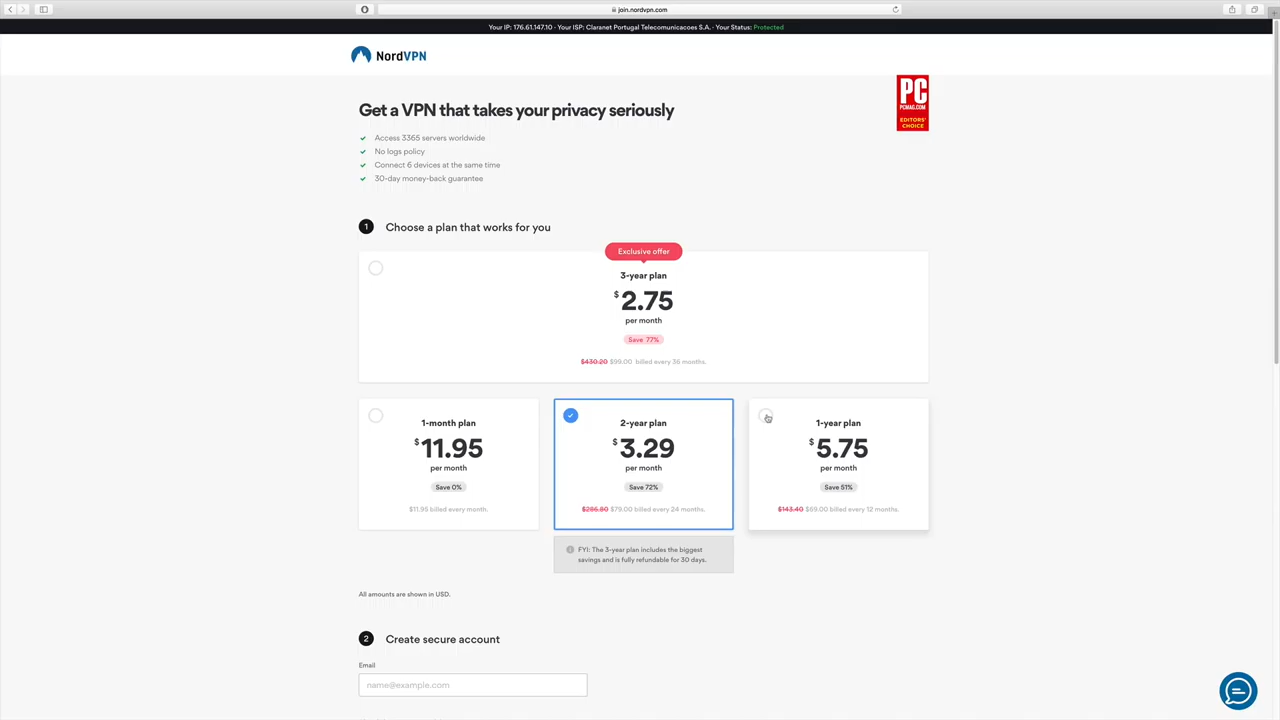 join.nordvpn.com
Your IP: 176.61.147.10 - Your ISP: Claranet Portugal Telecomunicacoes S.A. - Your Status: Protected
NordVPN
PC
PCMAG.COM
EDITORS'
CHOICE
Get a VPN that takes your privacy seriously
Access 3365 servers worldwide
No logs policy
Connect 6 devices at the same time
30-day money-back guarantee
1 Choose a plan that works for you
Exclusive offer
3-year plan
$2.75
per month
Save 77%
$430.20 $99.00 billed every 36 months.
1-month plan
$11.95
per month
Save 0%
$11.95 billed every month.
2-year plan
$3.29
per month
Save 72%
$286.80 $79.00 billed every 24 months.
1-year plan
$5.75
per month
Save 51%
$143.40 $69.00 billed every 12 months.
FYI: The 3-year plan includes the biggest
savings and is fully refundable for 30 days.
All amounts are shown in USD.
2 Create secure account
Email
name@example.com